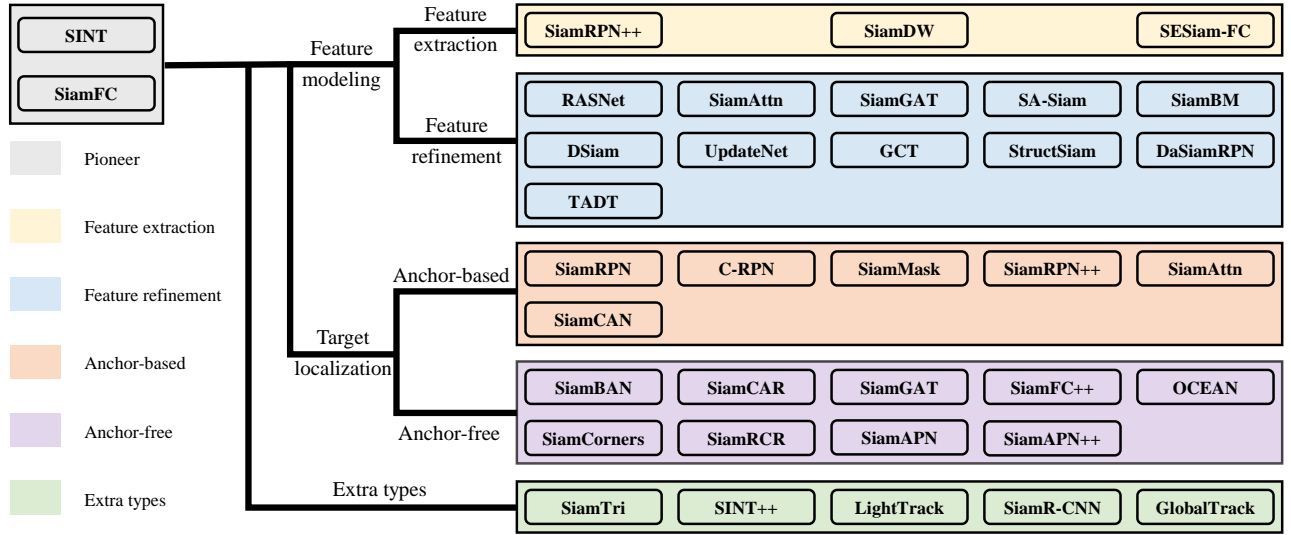 SINT
SiamFC
Pioneer
Feature extraction
Feature refinement
Anchor-based
Anchor-free
Extra types
Feature
modeling
Feature
extraction
Feature
refinement
Target
localization
Anchor-based
Anchor-free
Extra types
SiamRPN++ SiamDW SESiam-FC
RASNet SiamAttn SiamGAT SA-Siam SiamBM
DSiam UpdateNet GCT StructSiam DaSiamRPN
TADT
SiamRPN C-RPN SiamMask SiamRPN++ SiamAttn
SiamCAN
SiamBAN SiamCAR SiamGAT SiamFC++ OCEAN
SiamCorners SiamRCR SiamAPN SiamAPN++
SiamTri SINT++ LightTrack SiamR-CNN GlobalTrack